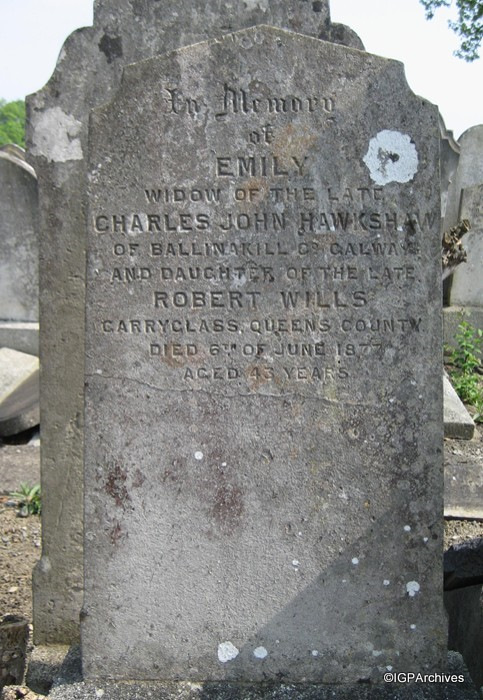 In Memory
of
EMILY
WIDOW OF THE LATE
CHARLES JOHN HAWKSHAW
OF BALLINAKILL Co GALWAY
AND DAUGHTER OF THE LATE
ROBERT WILLS
CARRYGLASS, QUEENS COUNTY.
DIED 6TH OF JUNE 1877
AGED 43 YEARS
©IGPArchives